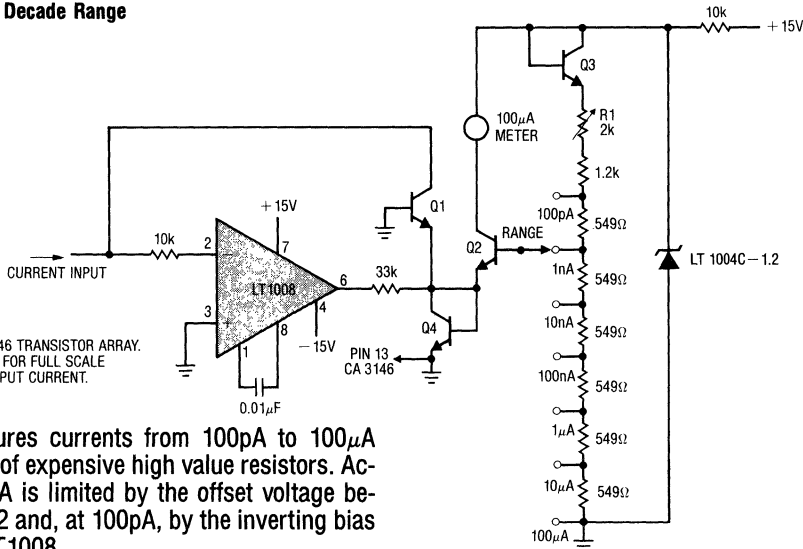 Decade Range
10k
+ 15V
Q3
100μA
METER
R1
2k
1.2k
+ 15V
Q1
100pA
549Ω
10k
2
7
RANGE
CURRENT INPUT
Q2
1nA
549Ω
LT 1004C–1.2
LT1008
6
33k
3
4
Q4
10nA
549Ω
8
– 15V
1
PIN 13
CA 3146
100nA
549Ω
46 TRANSISTOR ARRAY.
FOR FULL SCALE
PUT CURRENT.
0.01μF
1μA
549Ω
10μA
549Ω
100μA
ures currents from 100pA to 100μA
of expensive high value resistors. Ac-
A is limited by the offset voltage be-
2 and, at 100pA, by the inverting bias
T1008.